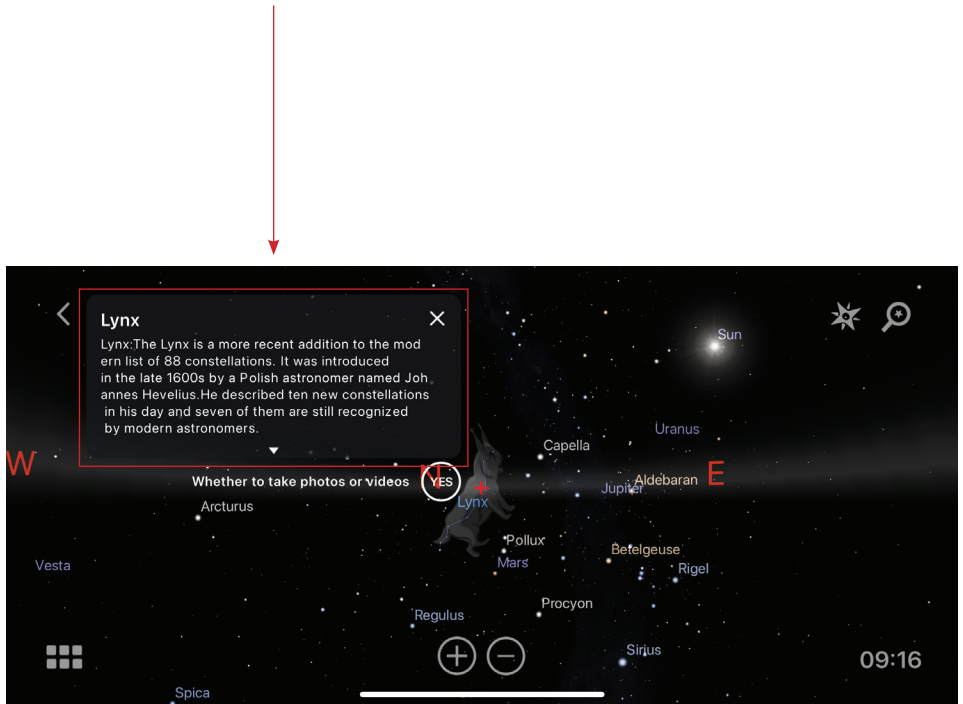 Lynx
Lynx:The Lynx is a more recent addition to the mod
ern list of 88 constellations. It was introduced
in the late 1600s by a Polish astronomer named Joh
annes Hevelius.He described ten new constellations
in his day and seven of them are still recognized
by modern astronomers.
Sun
Uranus
Capella
W
E
Whether to take photos or videos
YES
N
Jupiter
Aldebaran
Lynx
Arcturus
Pollux
Betelgeuse
Mars
Vesta
Rigel
Procyon
Regulus
Sirius
09:16
Spica